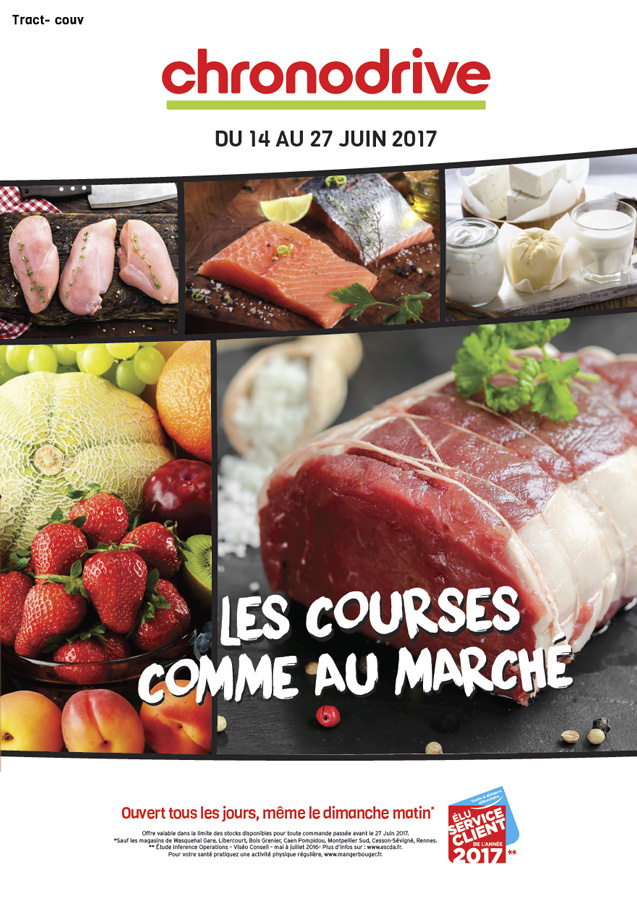 Tract- couv
chronodrive
DU 14 AU 27 JUIN 2017
LES COURSES
COMME AU MARCHÉ
Ouvert tous les jours, même le dimanche matin*
Offre valable dans la limite des stocks disponibles pour toute commande passée avant le 27 Juin 2017.
*Sauf les magasins de Wasquehal Gare, Libercourt, Bois Grenier, Caen Pompidou, Montpellier Sud, Cesson-Sévigné, Rennes.
** Étude Inference Operations - Viséo Conseil - mai à juillet 2016- Plus d'infos sur : www.escda.fr.
Pour votre santé pratiquez une activité physique régulière, www.mangerbouger.fr.
Vente à distance
alimentaire
ÉLU
SERVICE
CLIENT
DE L'ANNÉE
2017**